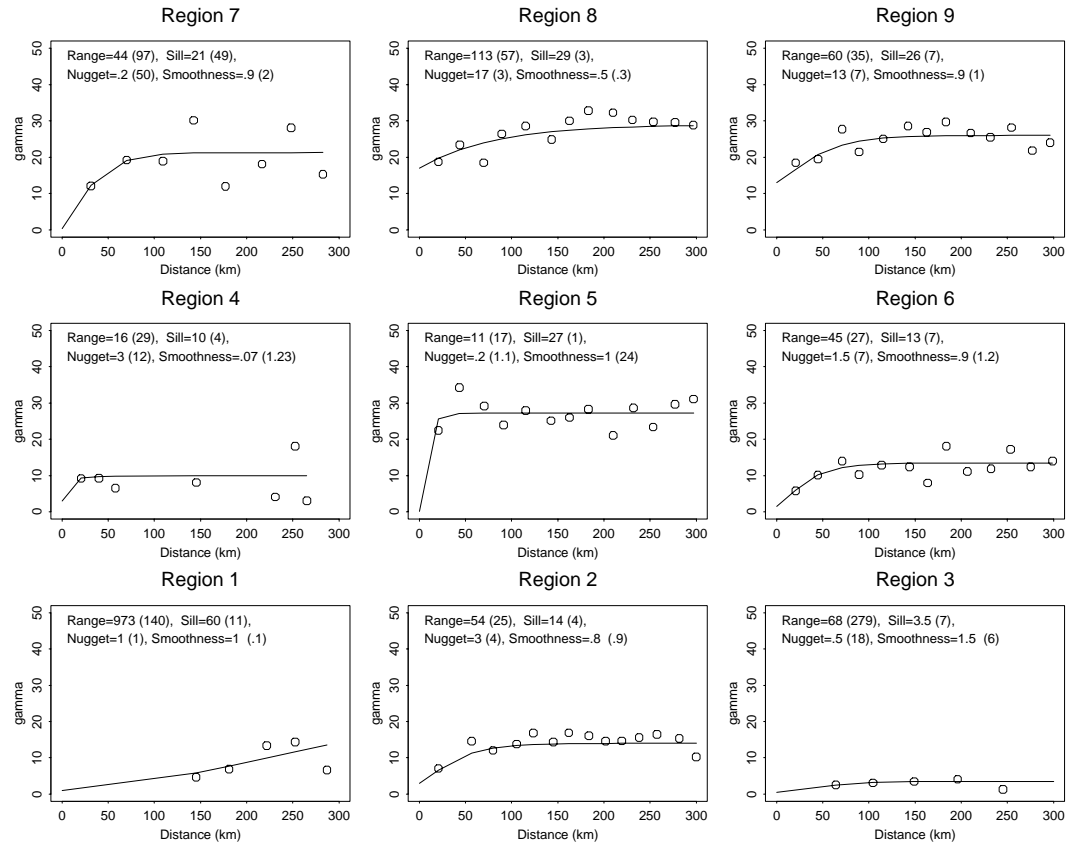 Region 7
Range=44 (97), Sill=21 (49),
Nugget=.2 (50), Smoothness=.9 (2)
gamma
0 10 20 30 40 50
0 50 100 150 200 250 300
Distance (km)
Region 8
Range=113 (57), Sill=29 (3),
Nugget=17 (3), Smoothness=.5 (.3)
gamma
0 10 20 30 40 50
0 50 100 150 200 250 300
Distance (km)
Region 9
Range=60 (35), Sill=26 (7),
Nugget=13 (7), Smoothness=.9 (1)
gamma
0 10 20 30 40 50
0 50 100 150 200 250 300
Distance (km)
Region 4
Range=16 (29), Sill=10 (4),
Nugget=3 (12), Smoothness=.07 (1.23)
gamma
0 10 20 30 40 50
0 50 100 150 200 250 300
Distance (km)
Region 5
Range=11 (17), Sill=27 (1),
Nugget=.2 (1.1), Smoothness=1 (24)
gamma
0 10 20 30 40 50
0 50 100 150 200 250 300
Distance (km)
Region 6
Range=45 (27), Sill=13 (7),
Nugget=1.5 (7), Smoothness=.9 (1.2)
gamma
0 10 20 30 40 50
0 50 100 150 200 250 300
Distance (km)
Region 1
Range=973 (140), Sill=60 (11),
Nugget=1 (1), Smoothness=1 (.1)
gamma
0 10 20 30 40 50
0 50 100 150 200 250 300
Distance (km)
Region 2
Range=54 (25), Sill=14 (4),
Nugget=3 (4), Smoothness=.8 (.9)
gamma
0 10 20 30 40 50
0 50 100 150 200 250 300
Distance (km)
Region 3
Range=68 (279), Sill=3.5 (7),
Nugget=.5 (18), Smoothness=1.5 (6)
gamma
0 10 20 30 40 50
0 50 100 150 200 250 300
Distance (km)